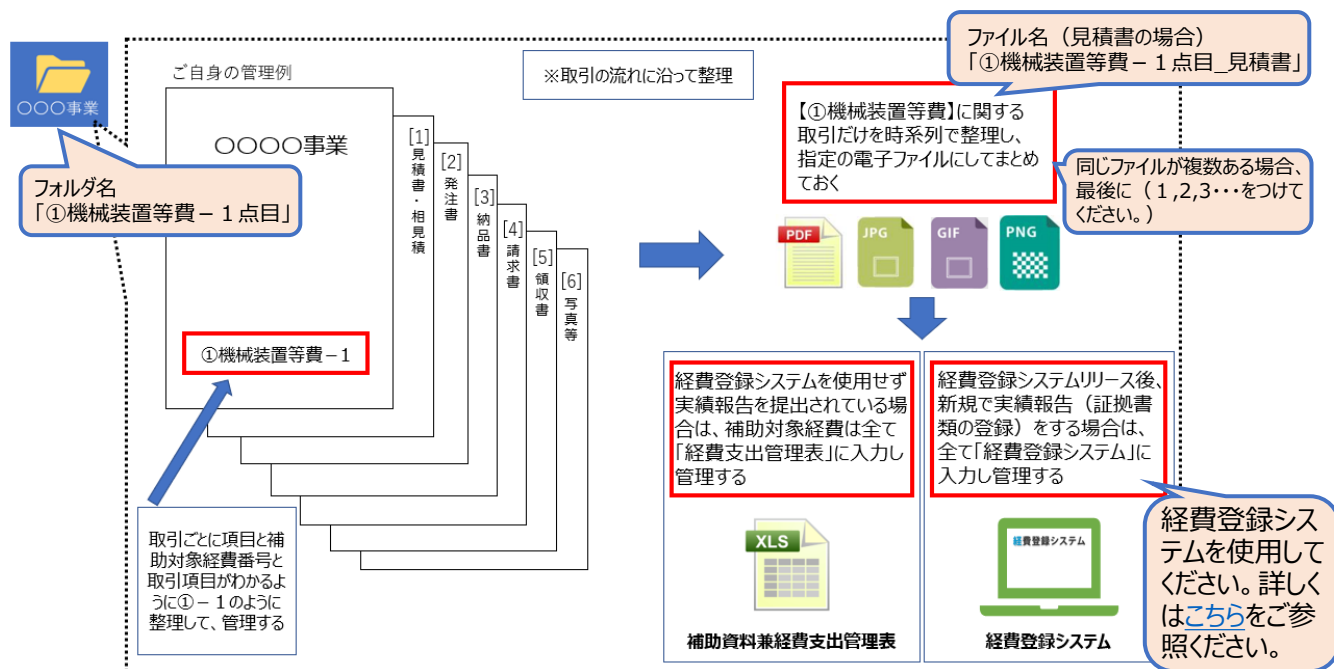 〇〇〇事業
フォルダ名
「①機械装置等費－１点目」
ご自身の管理例
〇〇〇〇事業
①機械装置等費－1
[1]見積書・相見積
[2]発注書
[3]納品書
[4]請求書
[5]領収書
[6]写真等
取引ごとに項目と補
助対象経費番号と
取引項目がわかるよ
うに①－１のように
整理して、管理する
※取引の流れに沿って整理
ファイル名（見積書の場合）
「①機械装置等費－１点目_見積書」
【①機械装置等費】に関する
取引だけを時系列で整理し、
指定の電子ファイルにしてまとめ
ておく
同じファイルが複数ある場合、
最後に（１,2,3・・・をつけて
ください。）
PDF
JPG
GIF
PNG
経費登録システムを使用せず
実績報告を提出されている場
合は、補助対象経費は全て
「経費支出管理表」に入力し
管理する
XLS
補助資料兼経費支出管理表
経費登録システムリリース後、
新規で実績報告（証拠書
類の登録）をする場合は、
全て「経費登録システム」に
入力し管理する
経費登録システム
経費登録システム
経費登録シス
テムを使用して
ください。詳しく
はこちらをご参
照ください。